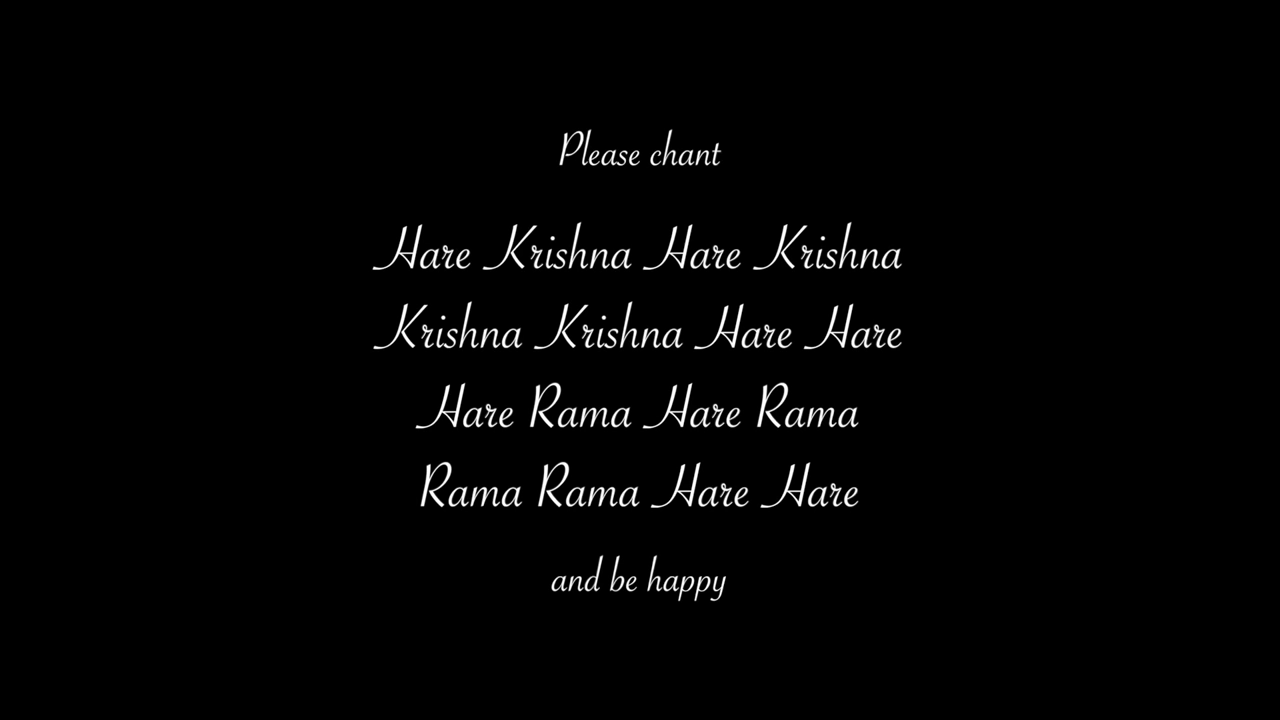 Please chant
Hare Krishna Hare Krishna
Krishna Krishna Hare Hare
Hare Rama Hare Rama
Rama Rama Hare Hare
and be happy